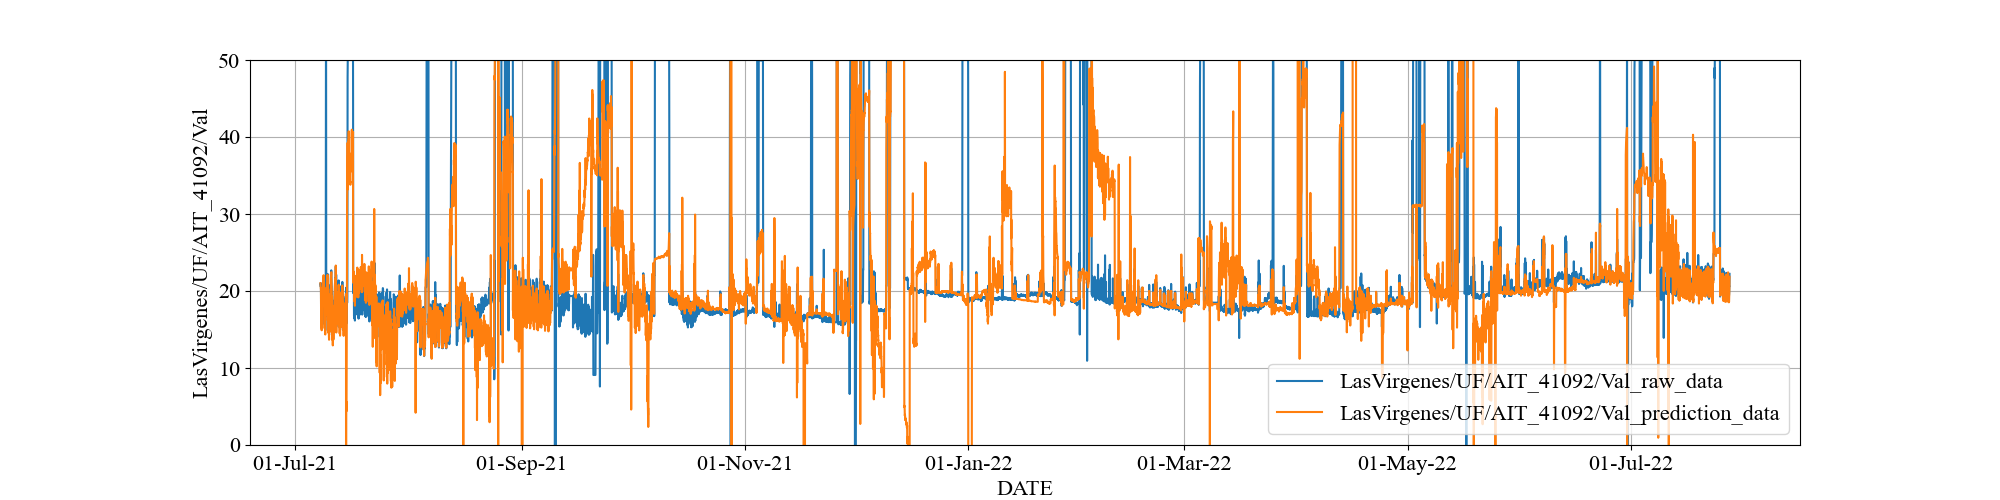 50
40
30
20
10
0
LasVirgenes/UF/AIT_41092/Val
LasVirgenes/UF/AIT_41092/Val_raw_data
LasVirgenes/UF/AIT_41092/Val_prediction_data
01-Jul-21 01-Sep-21 01-Nov-21 01-Jan-22 01-Mar-22 01-May-22 01-Jul-22
DATE